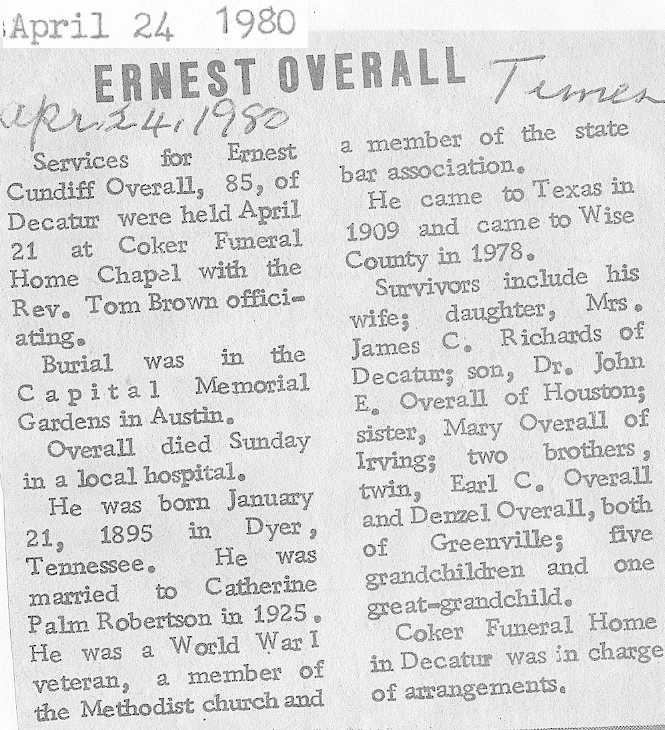 April 24 1980
ERNEST OVERALL
Times
Apr. 24, 1980
Services for Ernest
Cundiff Overall, 85, of
Decatur were held April
21 at Coker Funeral
Home Chapel with the
Rev. Tom Brown offici-
ating.
Burial was in the
Capital Memorial
Gardens in Austin.
Overall died Sunday
in a local hospital.
He was born January
21, 1895 in Dyer,
Tennessee. He was
married to Catherine
Palm Robertson in 1925.
He was a World War I
veteran, a member of
the Methodist church and
a member of the state
bar association.
He came to Texas in
1909 and came to Wise
County in 1978.
Survivors include his
wife; daughter, Mrs.
James C. Richards of
Decatur; son, Dr. John
E. Overall of Houston;
sister, Mary Overall of
Irving; two brothers,
twin, Earl C. Overall
and Denzel Overall, both
of Greenville; five
grandchildren and one
great-grandchild.
Coker Funeral Home
in Decatur was in charge
of arrangements.